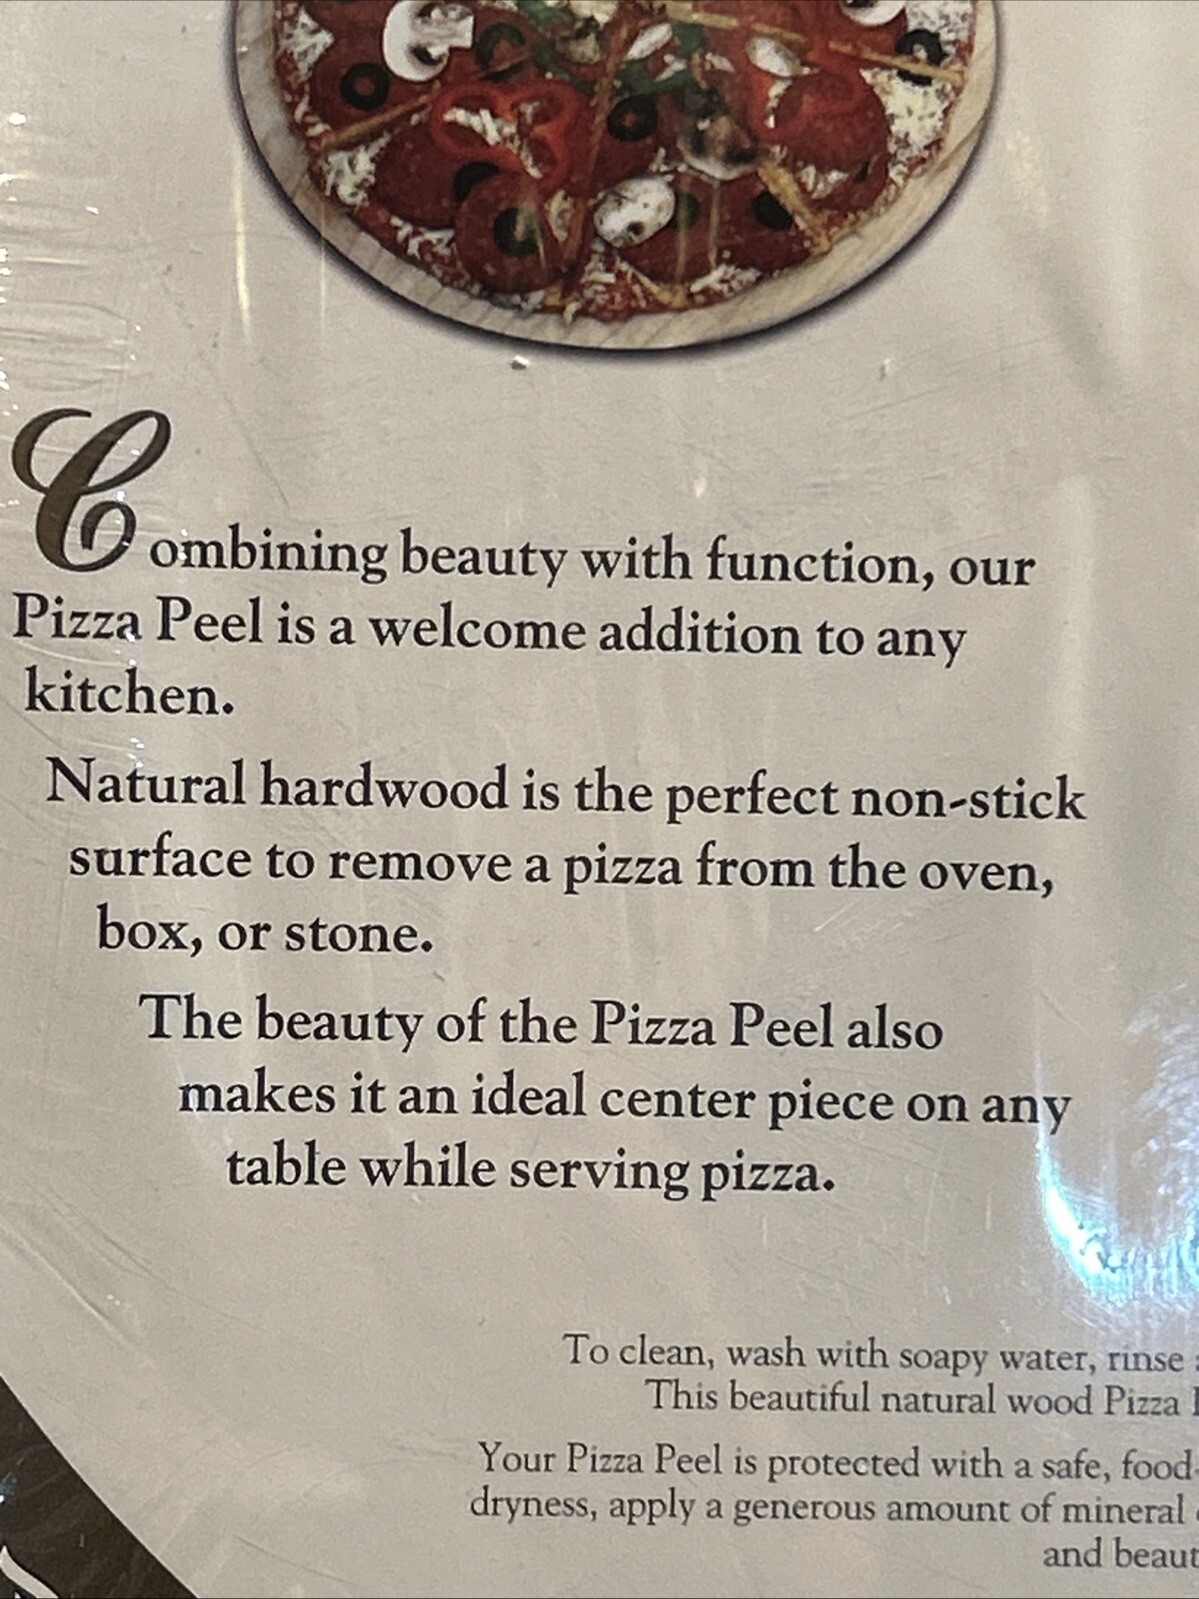 Combining beauty with function, our
Pizza Peel is a welcome addition to any
kitchen.
Natural hardwood is the perfect non-stick
surface to remove a pizza from the oven,
box, or stone.
The beauty of the Pizza Peel also
makes it an ideal center piece on any
table while serving pizza.
To clean, wash with soapy water, rinse
This beautiful natural wood Pizza
Your Pizza Peel is protected with a safe, food-
dryness, apply a generous amount of mineral
and